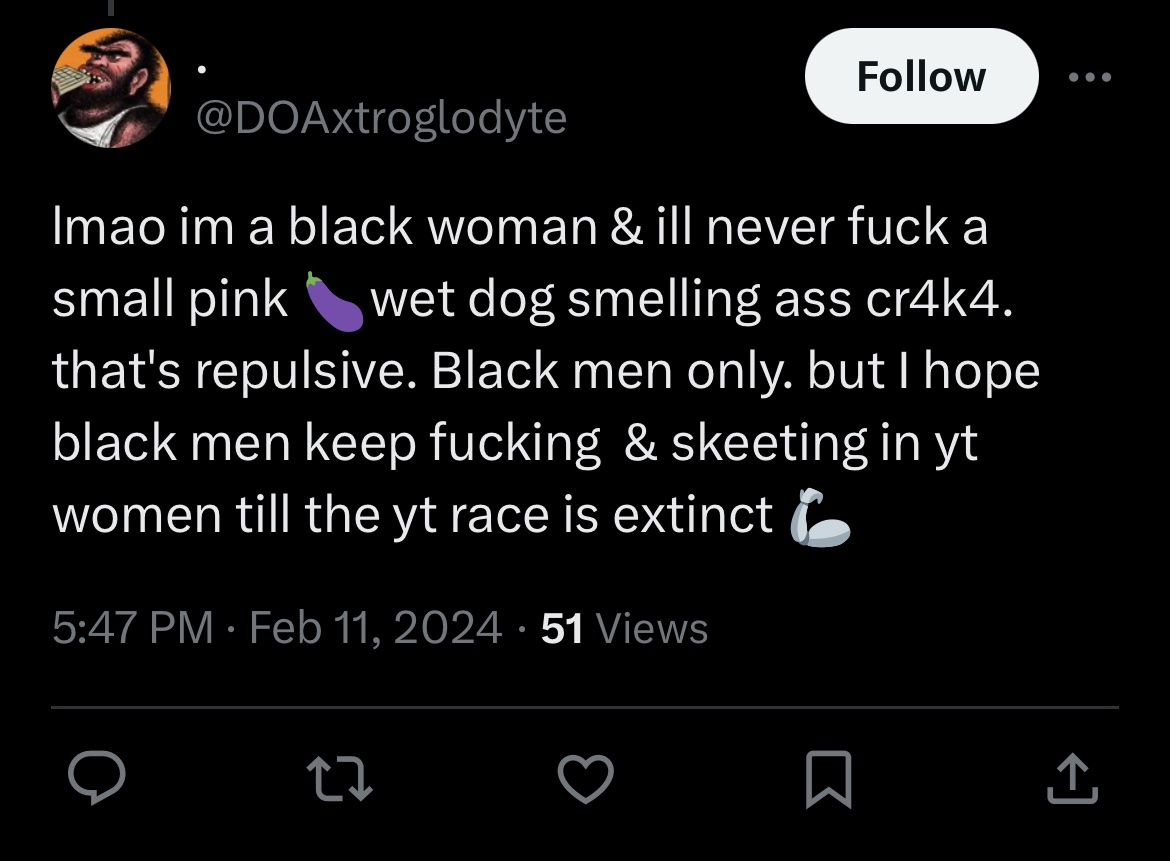 .
Follow
@DOAxtroglodyte
lmao im a black woman & ill never fuck a
small pink 🍆wet dog smelling ass cr4k4.
that's repulsive. Black men only. but I hope
black men keep fucking  & skeeting in yt
women till the yt race is extinct 🦾
5:47 PM · Feb 11, 2024 · 51 Views